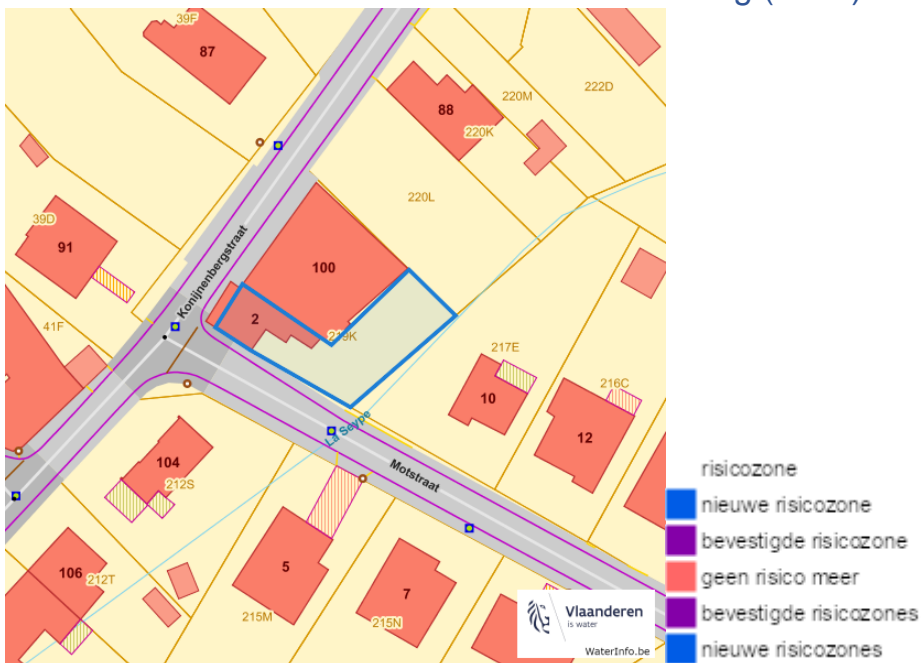 39F
87
222D
220M
88
220K
220L
39D
91
Konijnenbergstraat
100
2
219K
41F
217E
10
216C
12
La Scype
Motstraat
104
212S
5
7
106
212T
215M
215N
Vlaanderen
is water
WaterInfo.be
risicozone
nieuwe risicozone
bevestigde risicozone
geen risico meer
bevestigde risicozones
nieuwe risicozones